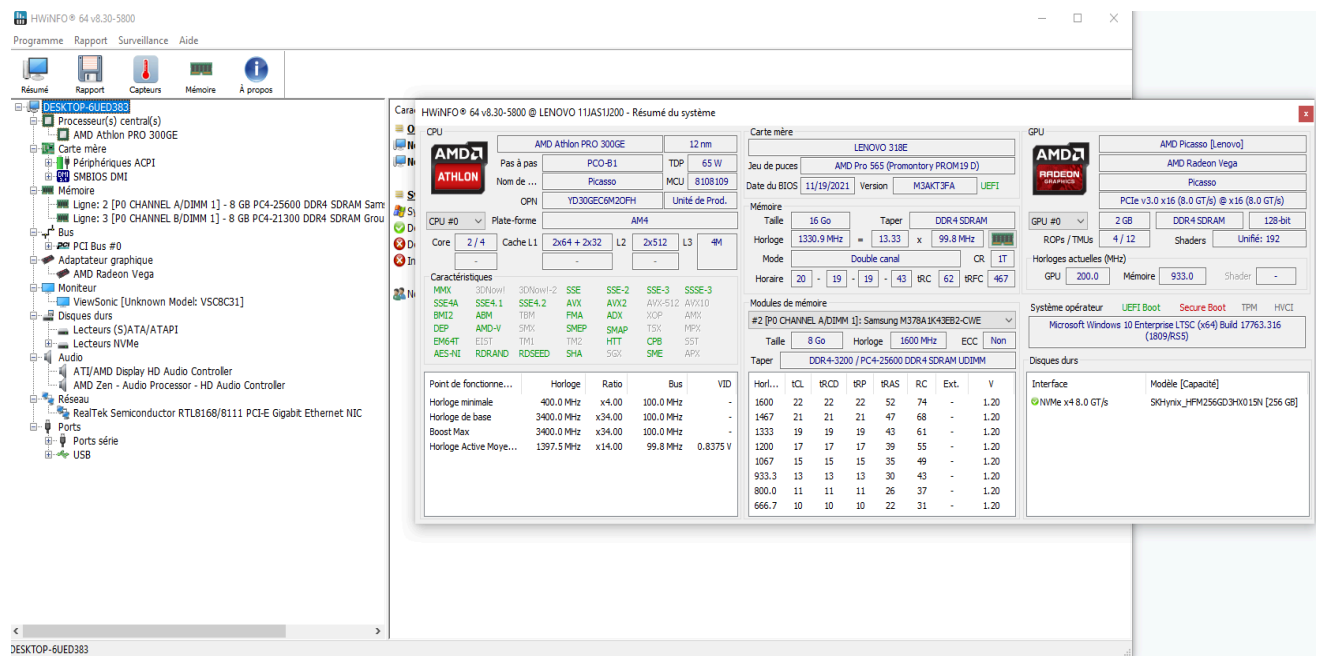 HWiNFO® 64 v8.30-5800
Programme Rapport Surveillance Aide
Résumé Rapport Capteurs Mémoire À propos
DESKTOP-6UED383
Processeur(s) central(s)
AMD Athlon PRO 300GE
Carte mère
Périphériques ACPI
SMBIOS DMI
Mémoire
Ligne: 2 [P0 CHANNEL A/DIMM 1] - 8 GB PC4-25600 DDR4 SDRAM Sam
Ligne: 3 [P0 CHANNEL B/DIMM 1] - 8 GB PC4-21300 DDR4 SDRAM Grou
Bus
PCI Bus #0
Adaptateur graphique
AMD Radeon Vega
Moniteur
ViewSonic [Unknown Model: VSC8C31]
Disques durs
Lecteurs (S)ATA/ATAPI
Lecteurs NVMe
Audio
ATI/AMD Display HD Audio Controller
AMD Zen - Audio Processor - HD Audio Controller
Réseau
RealTek Semiconductor RTL8168/8111 PCI-E Gigabit Ethernet NIC
Ports
Ports série
USB
DESKTOP-6UED383
Cara
HWiNFO® 64 v8.30-5800 @ LENOVO 11JAS1J200 - Résumé du système
CPU
AMD ATHLON
AMD Athlon PRO 300GE 12 nm
Pas à pas PCO-B1 TDP 65 W
Nom de ... Picasso MCU 8108109
OPN YD30GEC6M2OFH Unité de Prod.
CPU #0 Plate-forme AM4
Core 2 / 4 Cache L1 2x64 + 2x32 L2 2x512 L3 4M
- - -
Caractéristiques
MMX 3DNow! 3DNow!-2 SSE SSE-2 SSE-3 SSSE-3
SSE4A SSE4.1 SSE4.2 AVX AVX2 AVX-512 AVX10
BMI2 ABM TBM FMA ADX XOP AMX
DEP AMD-V SMX SMEP SMAP TSX MPX
EM64T EIST TM1 TM2 HTT CPB SST
AES-NI RDRAND RDSEED SHA SGX SME APX
Point de fonctionne... Horloge Ratio Bus VID
Horloge minimale 400.0 MHz x4.00 100.0 MHz -
Horloge de base 3400.0 MHz x34.00 100.0 MHz -
Boost Max 3400.0 MHz x34.00 100.0 MHz -
Horloge Active Moye... 1397.5 MHz x14.00 99.8 MHz 0.8375 V
Carte mère
LENOVO 318E
Jeu de puces AMD Pro 565 (Promontory PROM19 D)
Date du BIOS 11/19/2021 Version M3AKT3FA UEFI
Mémoire
Taille 16 Go Taper DDR4 SDRAM
Horloge 1330.9 MHz = 13.33 x 99.8 MHz
Mode Double canal CR 1T
Horaire 20 - 19 - 19 - 43 tRC 62 tRFC 467
Modules de mémoire
#2 [P0 CHANNEL A/DIMM 1]: Samsung M378A1K43EB2-CWE
Taille 8 Go Horloge 1600 MHz ECC Non
Taper DDR4-3200 / PC4-25600 DDR4 SDRAM UDIMM
Horl... tCL tRCD tRP tRAS RC Ext. V
1600 22 22 22 52 74 - 1.20
1467 21 21 21 47 68 - 1.20
1333 19 19 19 43 61 - 1.20
1200 17 17 17 39 55 - 1.20
1067 15 15 15 35 49 - 1.20
933.3 13 13 13 30 43 - 1.20
800.0 11 11 11 26 37 - 1.20
666.7 10 10 10 22 31 - 1.20
GPU
AMD RADEON GRAPHICS
AMD Picasso [Lenovo]
AMD Radeon Vega
Picasso
PCIe v3.0 x16 (8.0 GT/s) @ x16 (8.0 GT/s)
GPU #0 2 GB DDR4 SDRAM 128-bit
ROPs / TMUs 4 / 12 Shaders Unifié: 192
Horloges actuelles (MHz)
GPU 200.0 Mémoire 933.0 Shader -
Système opérateur UEFI Boot Secure Boot TPM HVCI
Microsoft Windows 10 Enterprise LTSC (x64) Build 17763.316
(1809/RS5)
Disques durs
Interface Modèle [Capacité]
NVMe x4 8.0 GT/s SKHynix_HFM256GD3HX015N [256 GB]